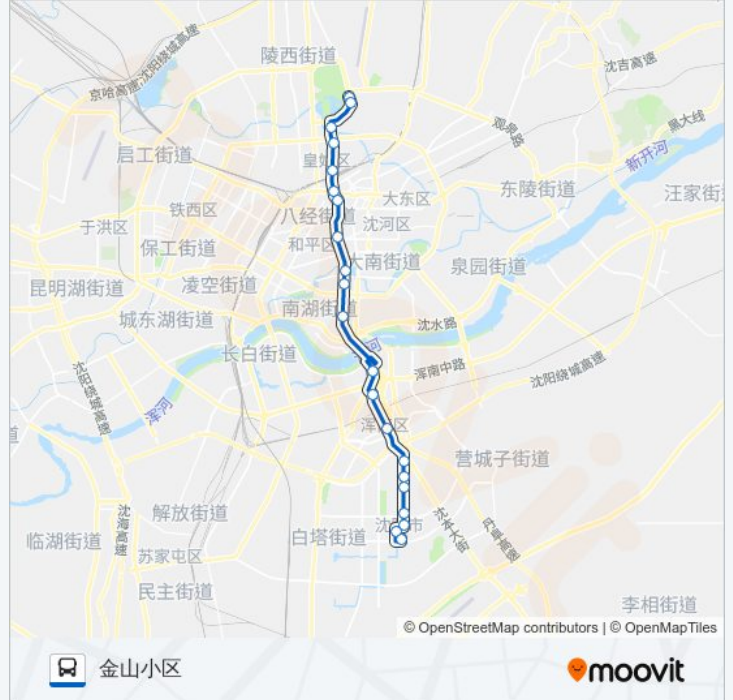 陵西街道
沈吉高速
京哈高速;沈阳绕城高速
观泉路
黑大线
新开河
启工街道
皇姑区
大东区
东陵街道
汪家街
铁西区
八经街道
沈河区
于洪区
保工街道
和平区
大南街道
泉园街道
昆明湖街道
凌空街道
南湖街道
城东湖街道
沈水路
长白街道
河
浑南中路
沈阳绕城高速
沈阳绕城高速
浑河
道
浑南区
营城子街道
沈海高速
解放街道
沈本大街
丹阜高速
沈阳市
白塔街道
临湖街道
苏家屯区
民主街道
李相街道
© OpenStreetMap contributors | © OpenMapTiles
金山小区
moovit